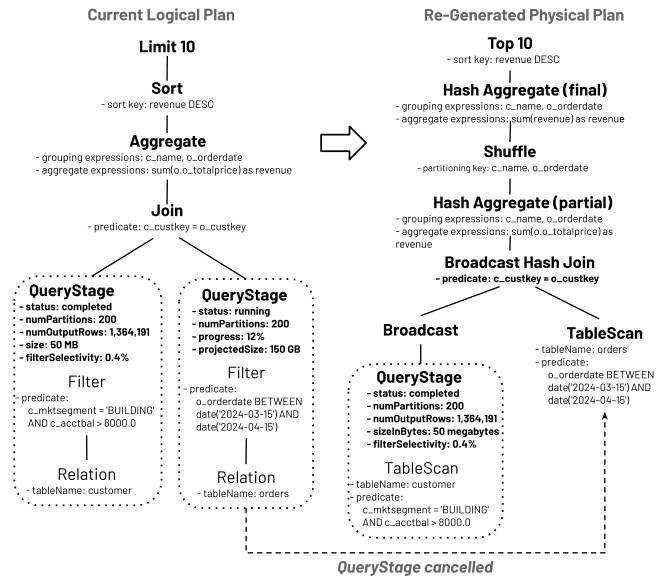 Current Logical Plan
Limit 10
Sort
- sort key: revenue DESC
Aggregate
- grouping expressions: c_name, o_orderdate
- aggregate expressions: sum(o.o_totalprice) as revenue
Join
- predicate: c_custkey = o_custkey
QueryStage
- status: completed
- numPartitions: 200
- numOutputRows: 1,364,191
- size: 50 MB
- filterSelectivity: 0.4%
Filter
- predicate:
c_mktsegment = 'BUILDING'
AND c_acctbal > 8000.0
Relation
- tableName: customer
QueryStage
- status: running
- numPartitions: 200
- progress: 12%
- projectedSize: 150 GB
Filter
- predicate:
o_orderdate BETWEEN
date('2024-03-15') AND
date('2024-04-15')
Relation
- tableName: orders
Re-Generated Physical Plan
Top 10
- sort key: revenue DESC
Hash Aggregate (final)
- grouping expressions: c_name, o_orderdate
- aggregate expressions: sum(revenue) as revenue
Shuffle
- partitioning key: c_name, o_orderdate
Hash Aggregate (partial)
- grouping expressions: c_name, o_orderdate
- aggregate expressions: sum(o.o_totalprice) as
revenue
Broadcast Hash Join
- predicate: c_custkey = o_custkey
Broadcast
QueryStage
- status: completed
- numPartitions: 200
- numOutputRows: 1,364,191
- sizeInBytes: 50 megabytes
- filterSelectivity: 0.4%
TableScan
- tableName: customer
- predicate:
c_mktsegment = 'BUILDING'
AND c_acctbal > 8000.0
TableScan
- tableName: orders
- predicate:
o_orderdate BETWEEN
date('2024-03-15') AND
date('2024-04-15')
QueryStage cancelled